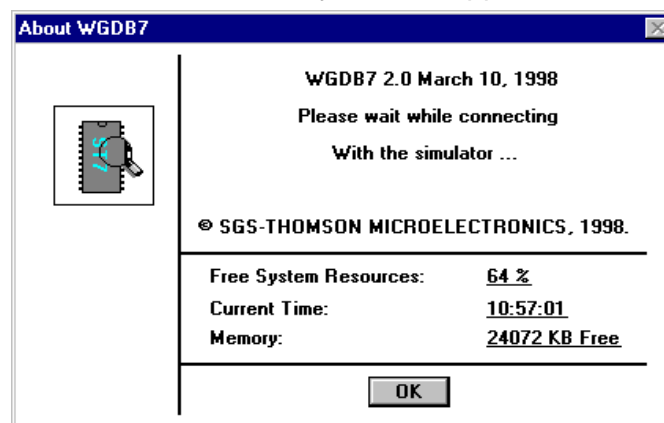 About WGDB7
WGDB7 2.0 March 10, 1998
Please wait while connecting
With the simulator ...
ST7
© SGS-THOMSON MICROELECTRONICS, 1998.
Free System Resources: 64 %
Current Time: 10:57:01
Memory: 24072 KB Free
OK